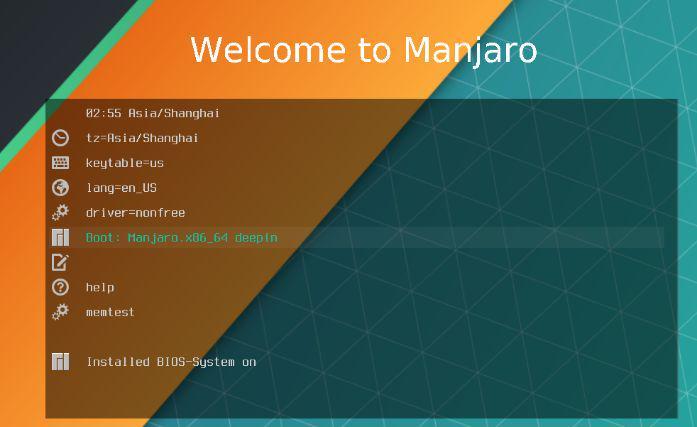 Welcome to Manjaro
02:55 Asia/Shanghai
tz=Asia/Shanghai
keytable=us
lang=en_US
driver=nonfree
Boot: Manjaro.x86_64 deepin
help
memtest
Installed BIOS-System on